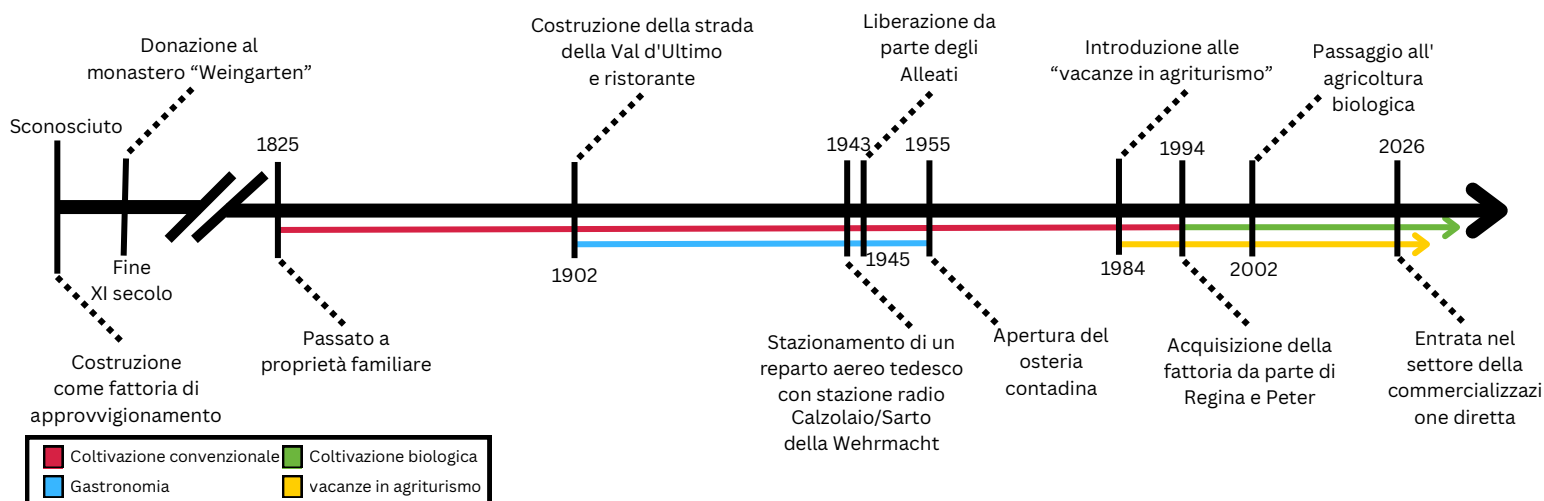 Sconosciuto
Donazione al
monastero “Weingarten”
Fine
XI secolo
Costruzione
come fattoria di
approvvigionamento
1825
Passato a
proprietà familiare
Costruzione della strada
della Val d'Ultimo
e ristorante
1902
1943
Stazionamento di un
reparto aereo tedesco
con stazione radio
Calzolaio/Sarto
della Wehrmacht
Liberazione da
parte degli
Alleati
1945
1955
Apertura del
osteria
contadina
Introduzione alle
“vacanze in agriturismo”
1984
1994
Acquisizione della
fattoria da parte di
Regina e Peter
Passaggio all'
agricoltura
biologica
2002
2026
Entrata nel
settore della
commercializzazi
one diretta
Coltivazione convenzionale
Coltivazione biologica
Gastronomia
vacanze in agriturismo